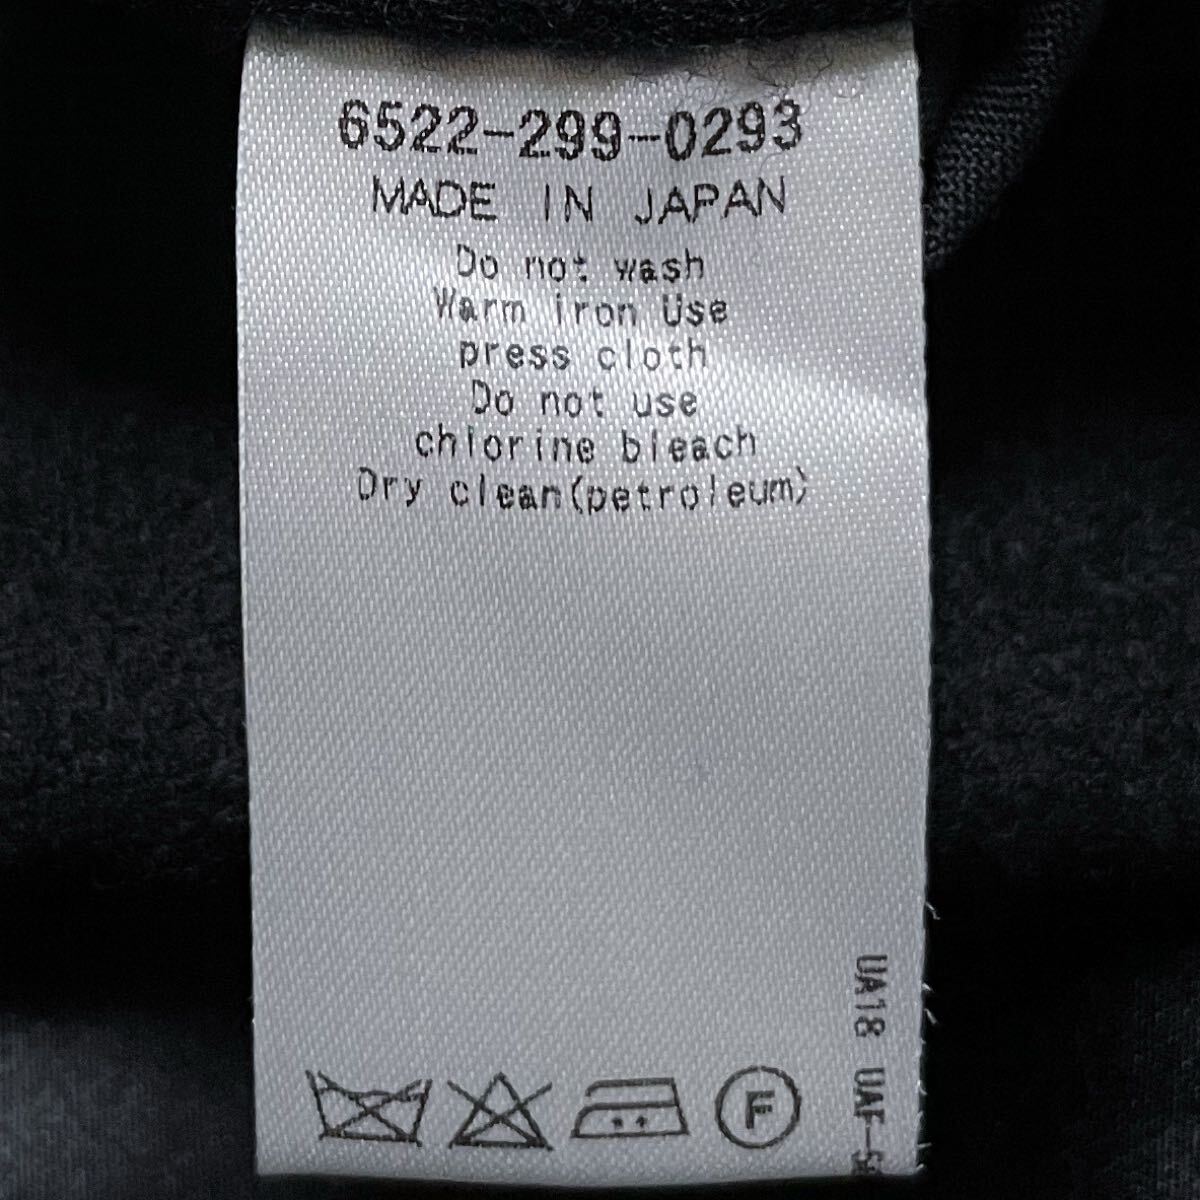 6522-299-0293
MADE IN JAPAN
Do not wash
Warm iron Use
press cloth
Do not use
chlorine bleach
Dry clean(petroleum)
F
UA18 UAF-